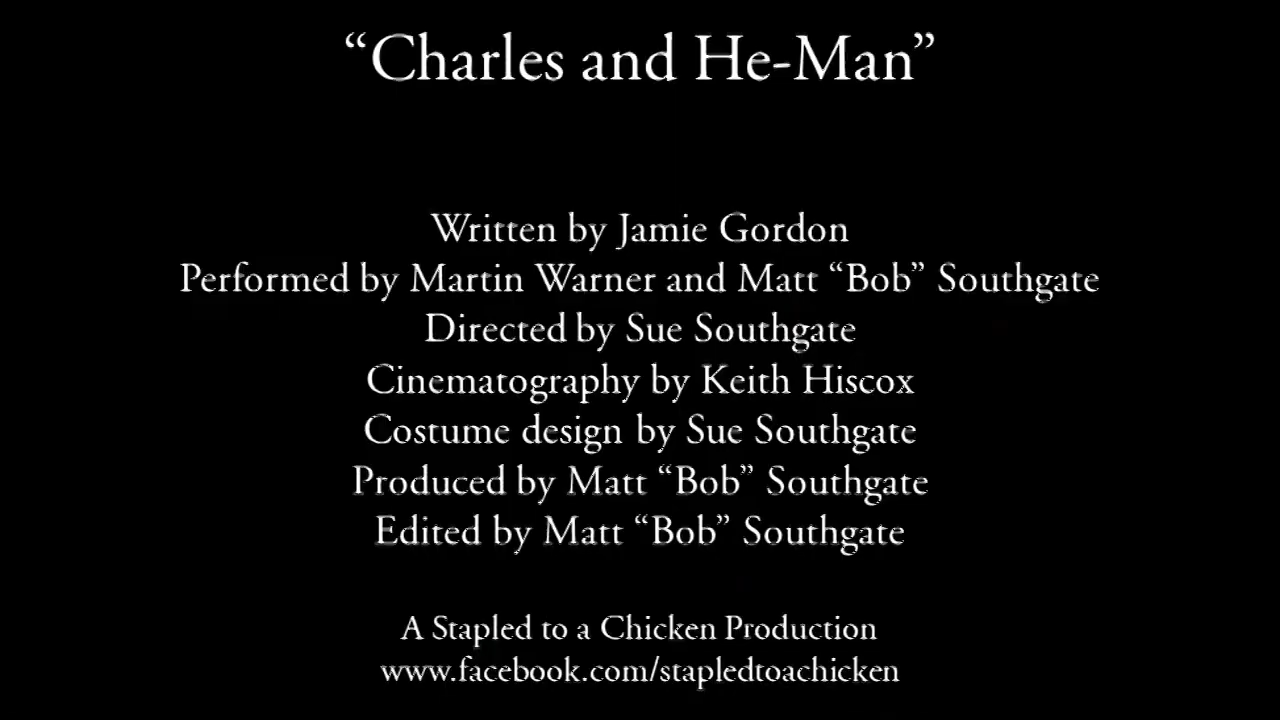 “Charles and He-Man”
Written by Jamie Gordon
Performed by Martin Warner and Matt “Bob” Southgate
Directed by Sue Southgate
Cinematography by Keith Hiscox
Costume design by Sue Southgate
Produced by Matt “Bob” Southgate
Edited by Matt “Bob” Southgate
A Stapled to a Chicken Production
www.facebook.com/stapledtoachicken